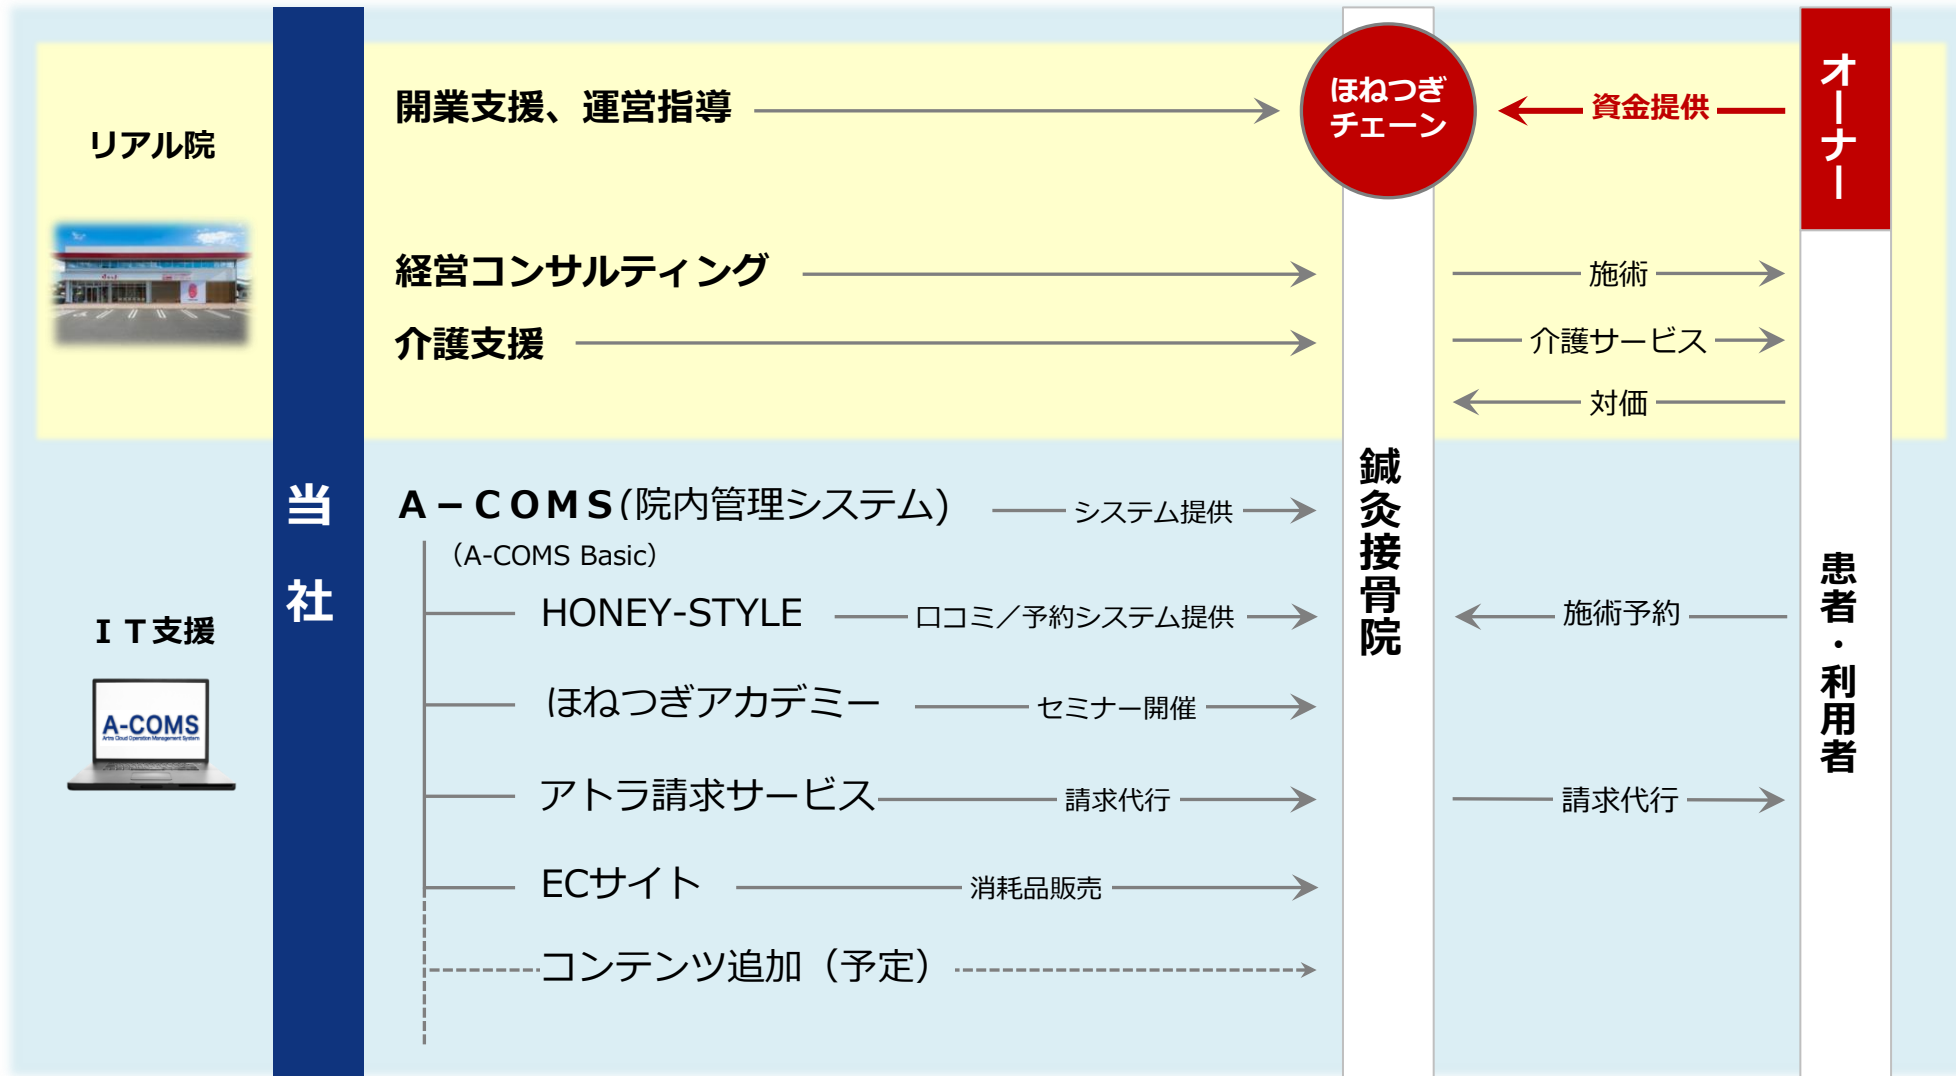 開業支援、運営指導
ほねつぎ
チェーン
資金提供
オーナー
リアル院
経営コンサルティング
施術
介護支援
介護サービス
対価
当社
鍼灸接骨院
患者・利用者
A－COMS(院内管理システム)
システム提供
（A-COMS Basic）
HONEY-STYLE
口コミ／予約システム提供
施術予約
ＩＴ支援
A-COMS
Artra Cloud Operation Management System
ほねつぎアカデミー
セミナー開催
アトラ請求サービス
請求代行
請求代行
ECサイト
消耗品販売
コンテンツ追加（予定）